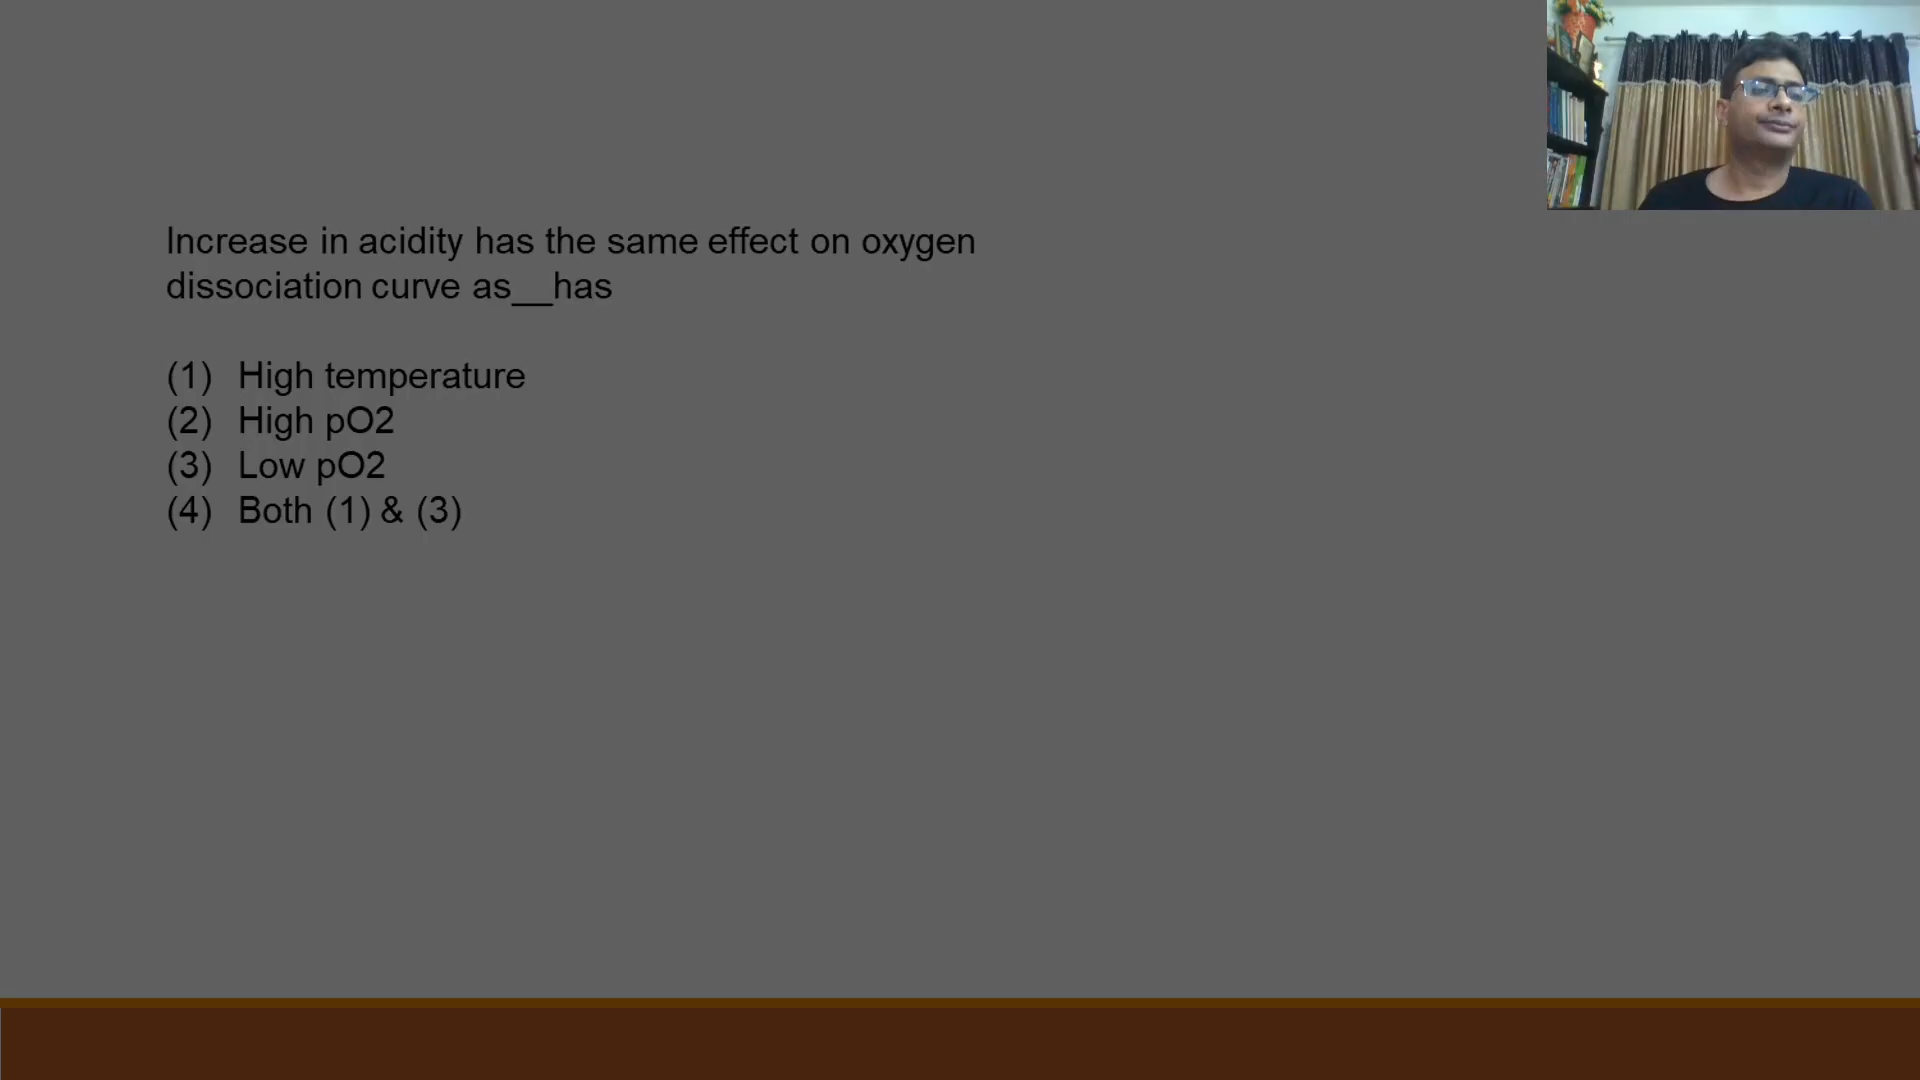 Increase in acidity has the same effect on oxygen
dissociation curve as__has
(1) High temperature
(2) High pO2
(3) Low pO2
(4) Both (1) & (3)